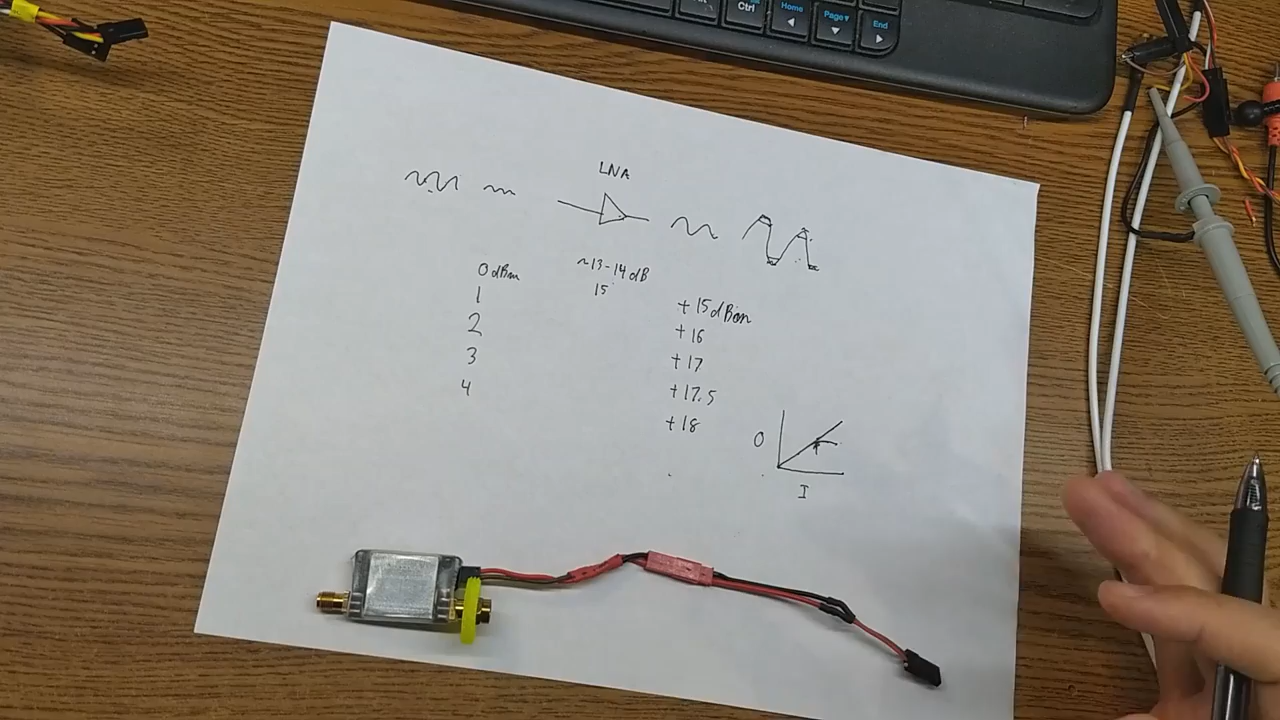 Ctrl
Home
Page
End
LNA
0 dBm
~13-14 dB
1
15
+15 dBm
2
+16
3
+17
4
+17.5
+18
O
I